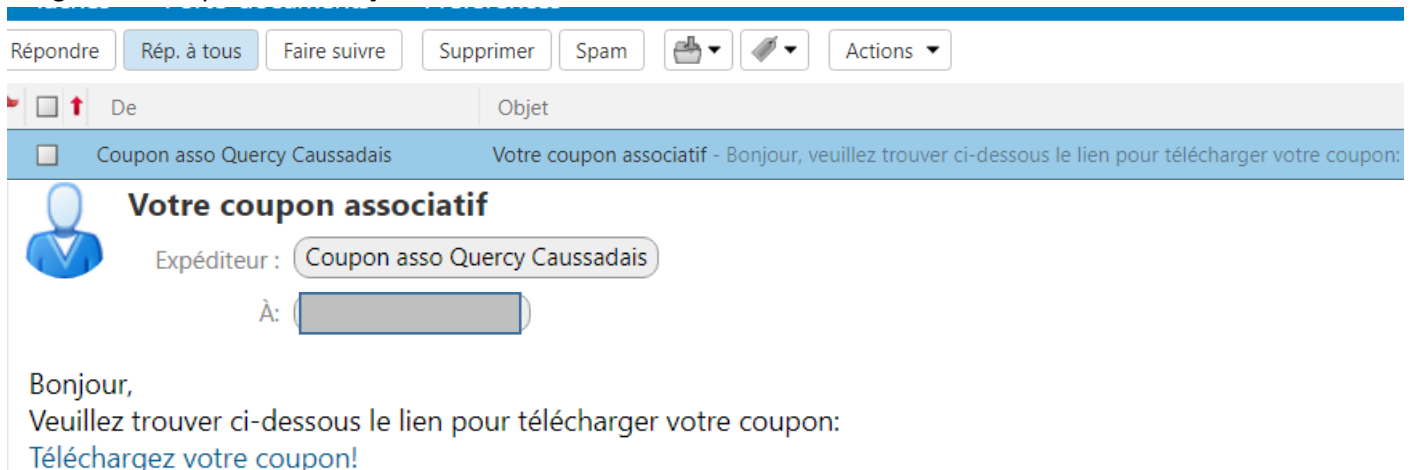 Répondre Rép. à tous Faire suivre Supprimer Spam Actions
De Objet
Coupon asso Quercy Caussadais Votre coupon associatif - Bonjour, veuillez trouver ci-dessous le lien pour télécharger votre coupon:
Votre coupon associatif
Expéditeur : Coupon asso Quercy Caussadais
À:
Bonjour,
Veuillez trouver ci-dessous le lien pour télécharger votre coupon:
Téléchargez votre coupon!